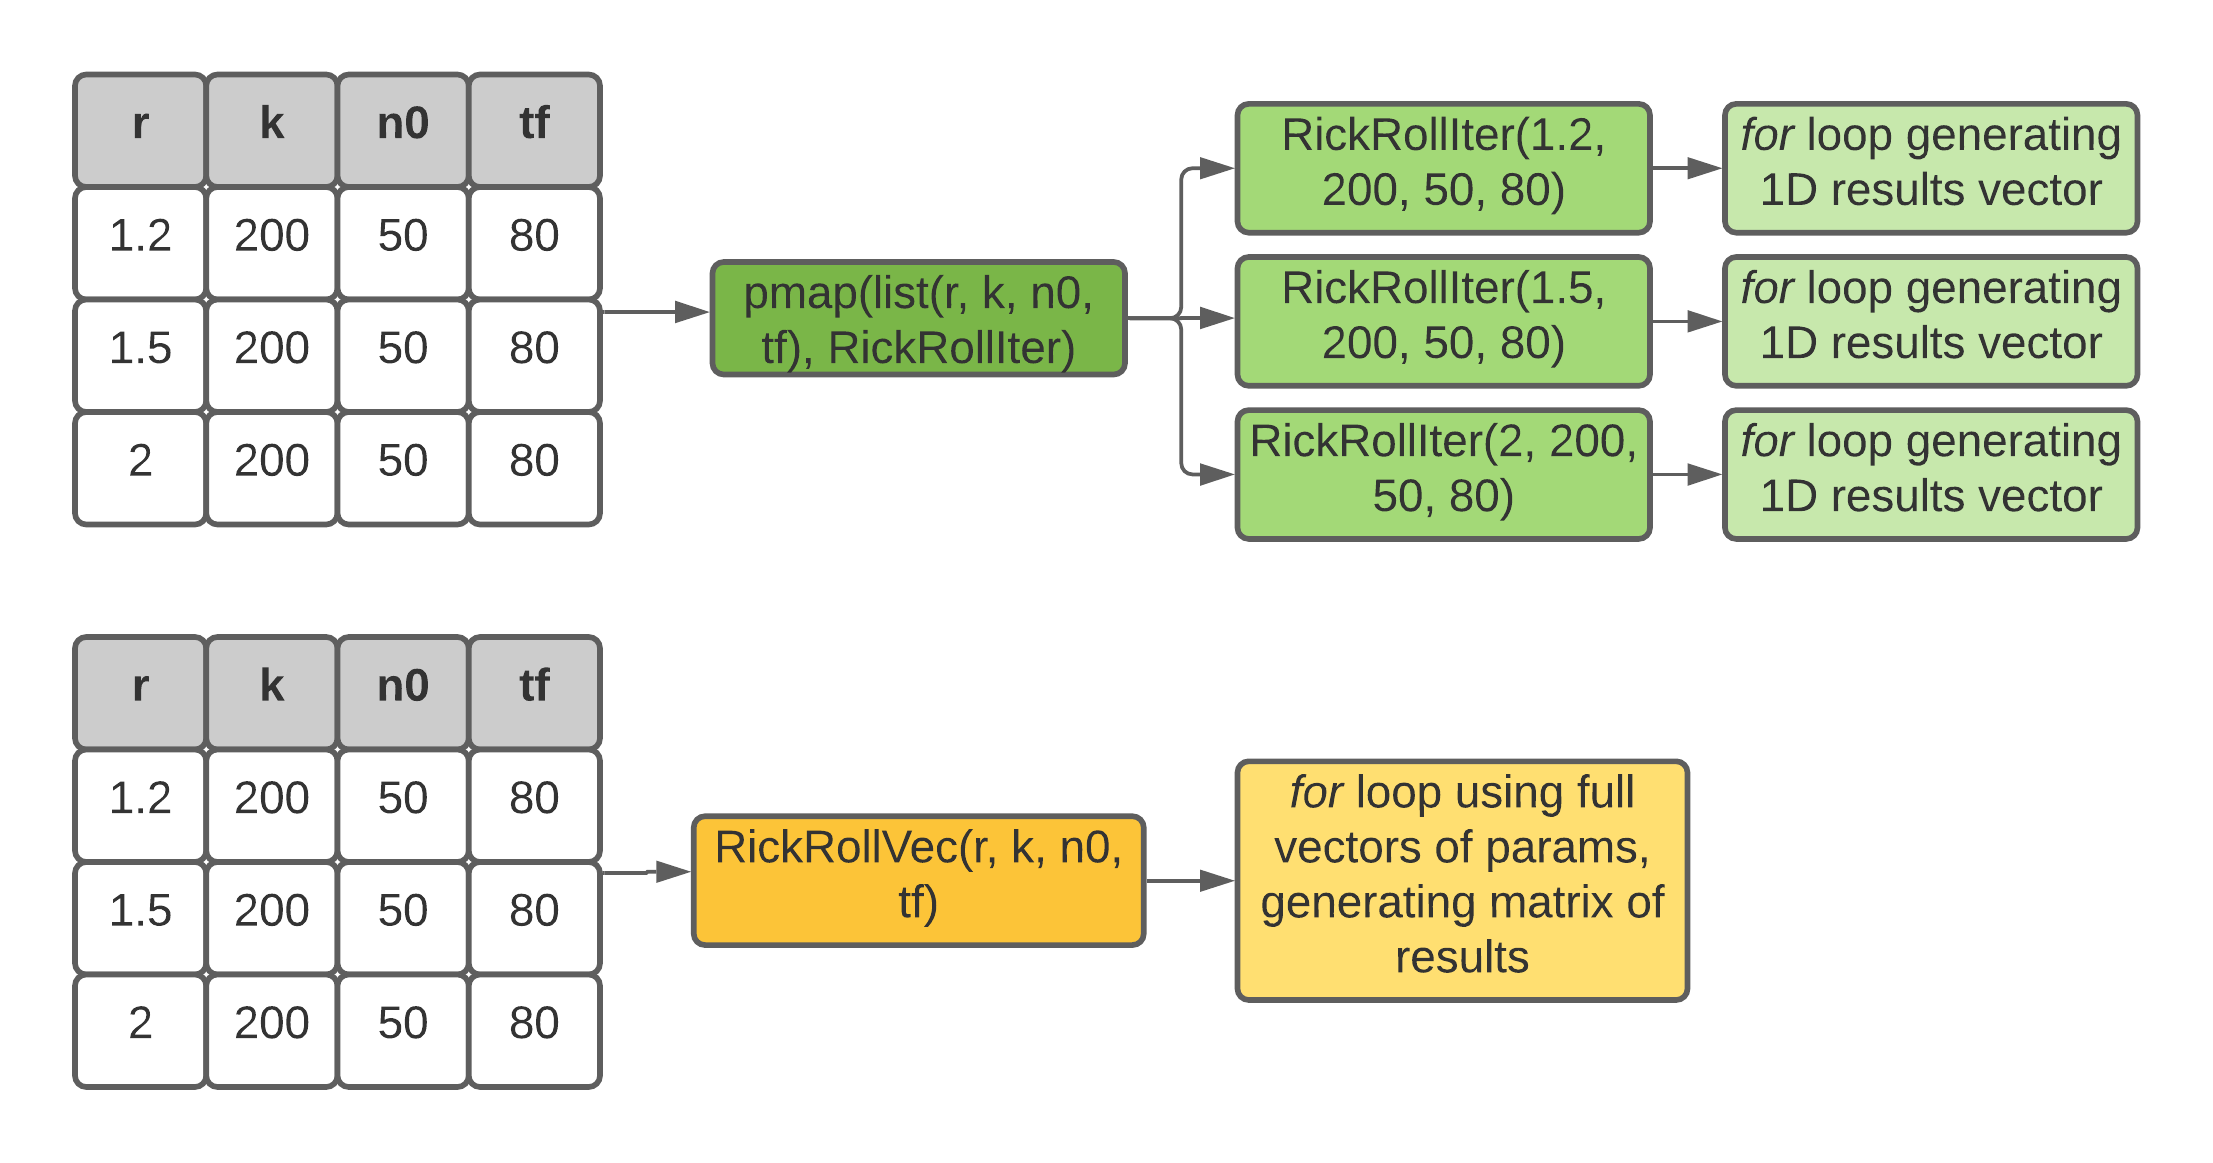 r k n0 tf
1.2 200 50 80
1.5 200 50 80
2 200 50 80
pmap(list(r, k, n0,
tf), RickRollIter)
RickRollIter(1.2,
200, 50, 80)
for loop generating
1D results vector
RickRollIter(1.5,
200, 50, 80)
for loop generating
1D results vector
RickRollIter(2, 200,
50, 80)
for loop generating
1D results vector
r k n0 tf
1.2 200 50 80
1.5 200 50 80
2 200 50 80
RickRollVec(r, k, n0,
tf)
for loop using full
vectors of params,
generating matrix of
results